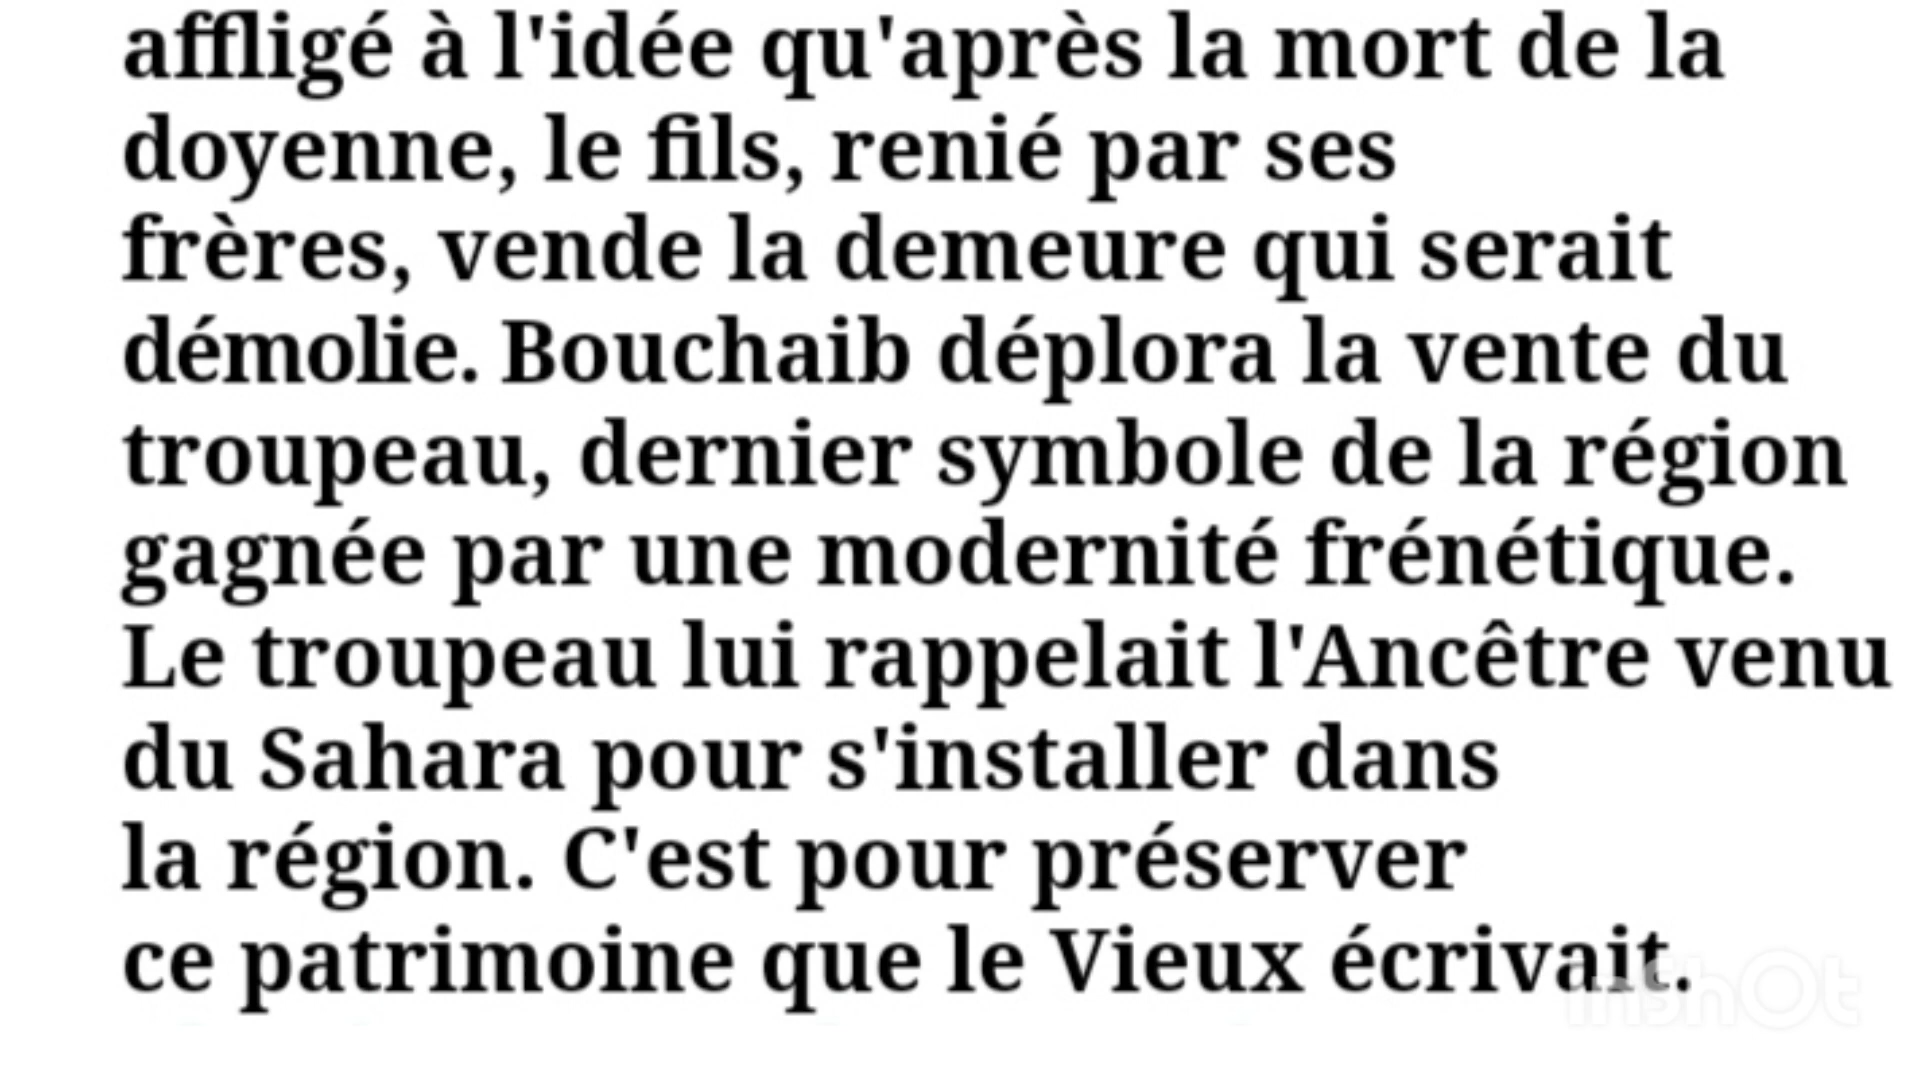 affligé à l'idée qu'après la mort de la
doyenne, le fils, renié par ses
frères, vende la demeure qui serait
démolie. Bouchaib déplora la vente du
troupeau, dernier symbole de la région
gagnée par une modernité frénétique.
Le troupeau lui rappelait l'Ancêtre venu
du Sahara pour s'installer dans
la région. C'est pour préserver
ce patrimoine que le Vieux écrivait.
InShOt